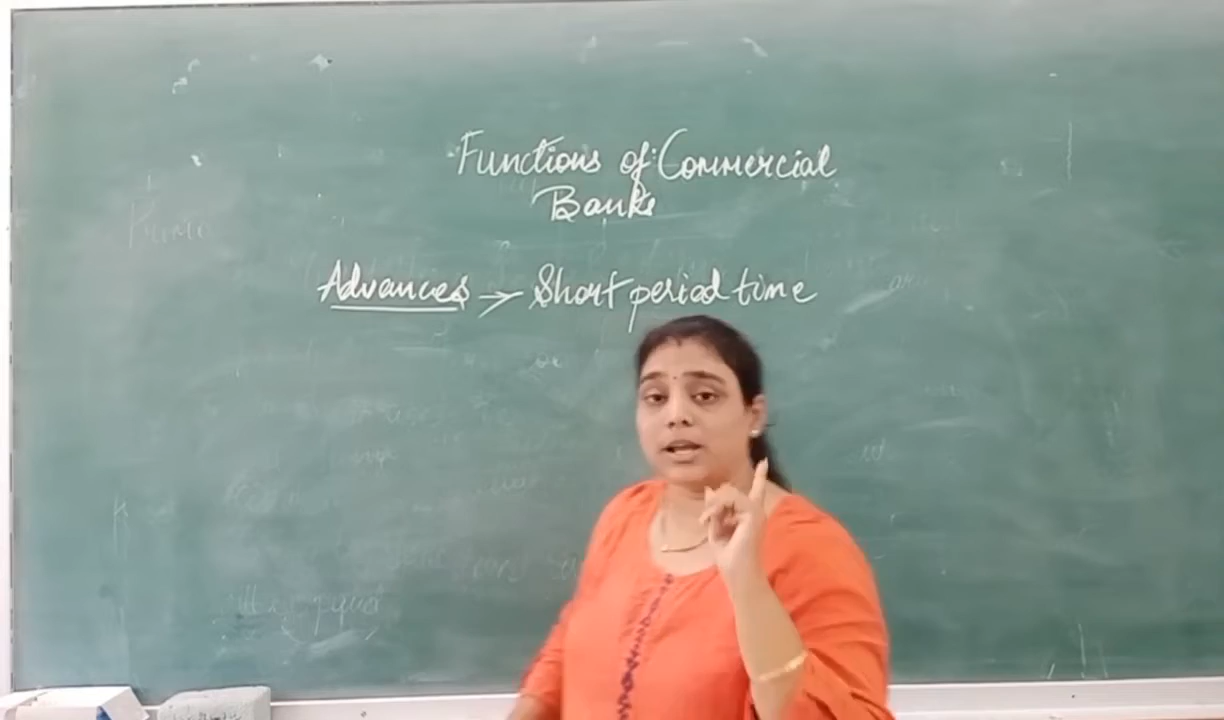 Functions of Commercial
Banks
Advances → Short period time